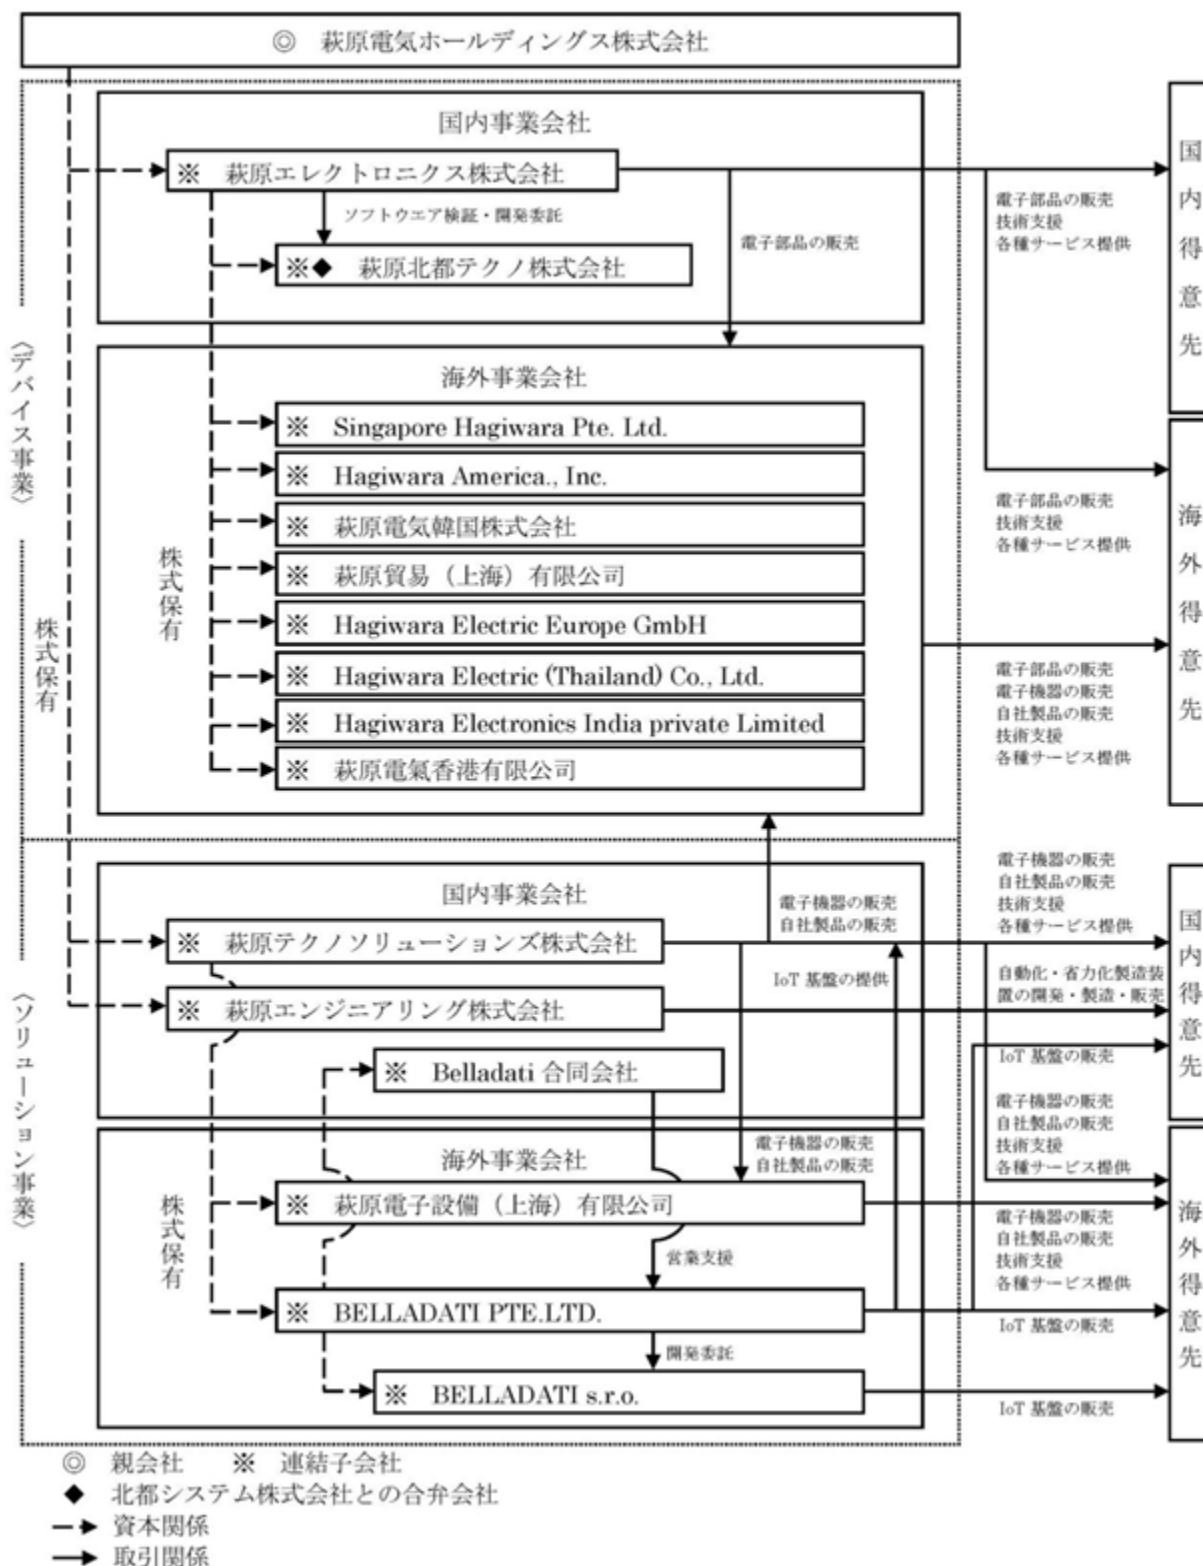 ◎ 萩原電気ホールディングス株式会社
国内事業会社
※ 萩原エレクトロニクス株式会社
ソフトウエア検証・開発委託
※◆ 萩原北都テクノ株式会社
電子部品の販売
電子部品の販売
技術支援
各種サービス提供
国内得意先
〈デバイス事業〉
海外事業会社
※ Singapore Hagiwara Pte. Ltd.
※ Hagiwara America., Inc.
※ 萩原電気韓国株式会社
※ 萩原貿易（上海）有限公司
※ Hagiwara Electric Europe GmbH
※ Hagiwara Electric (Thailand) Co., Ltd.
※ Hagiwara Electronics India private Limited
※ 萩原電氣香港有限公司
株式保有
株式保有
電子部品の販売
技術支援
各種サービス提供
電子部品の販売
電子機器の販売
自社製品の販売
技術支援
各種サービス提供
海外得意先
国内事業会社
※ 萩原テクノソリューションズ株式会社
※ 萩原エンジニアリング株式会社
※ Belladati 合同会社
電子機器の販売
自社製品の販売
IoT 基盤の提供
電子機器の販売
自社製品の販売
技術支援
各種サービス提供
自動化・省力化製造装
置の開発・製造・販売
IoT 基盤の販売
国内得意先
〈ソリューション事業〉
海外事業会社
電子機器の販売
自社製品の販売
※ 萩原電子設備（上海）有限公司
営業支援
※ BELLADATI PTE.LTD.
開発委託
※ BELLADATI s.r.o.
株式保有
電子機器の販売
自社製品の販売
技術支援
各種サービス提供
電子機器の販売
自社製品の販売
技術支援
各種サービス提供
IoT 基盤の販売
IoT 基盤の販売
海外得意先
◎ 親会社 ※ 連結子会社
◆ 北都システム株式会社との合弁会社
資本関係
取引関係